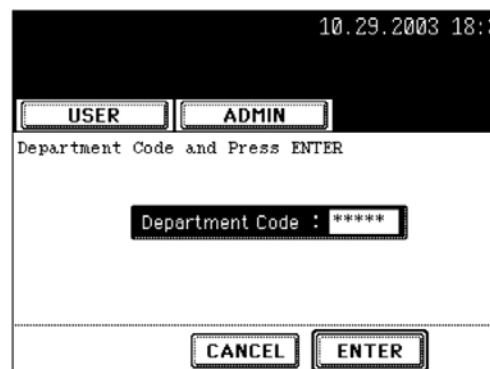 10.29.2003 18:
USER ADMIN
Department Code and Press ENTER
Department Code : *****
CANCEL ENTER